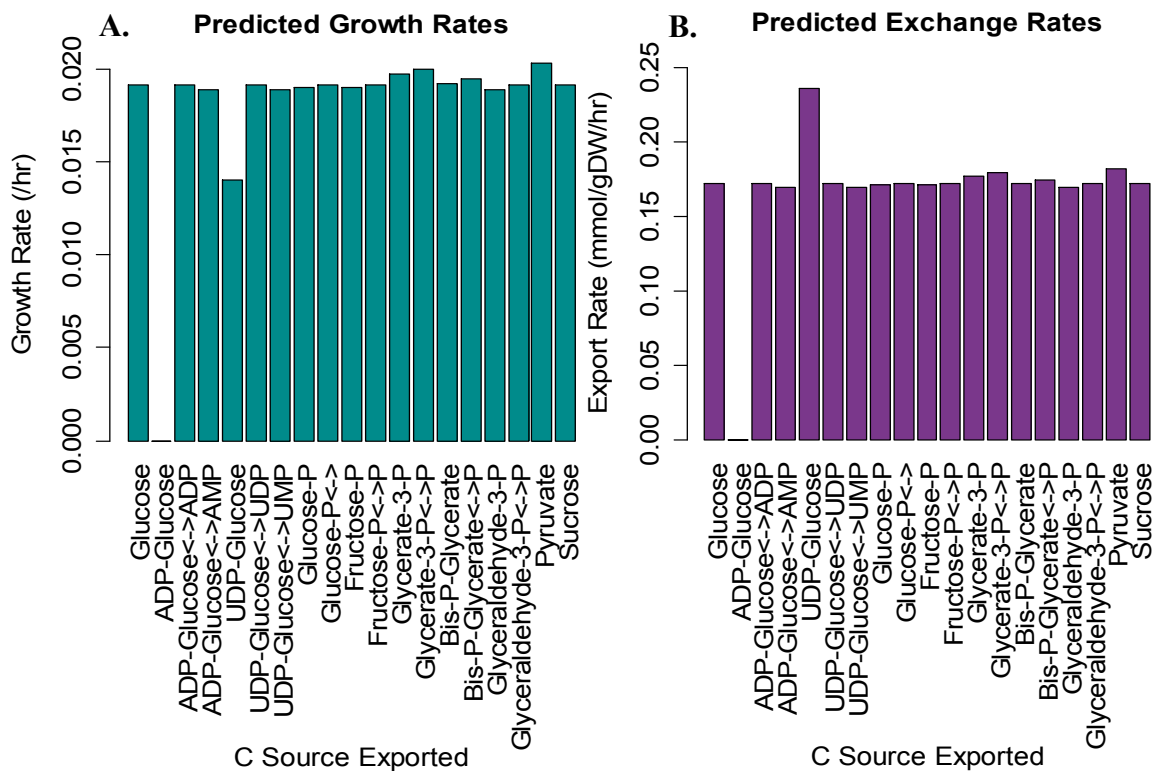 A. Predicted Growth Rates
Growth Rate (/hr)
0.020
0.015
0.010
0.005
0.000
Glucose
ADP-Glucose
ADP-Glucose<->ADP
ADP-Glucose<->AMP
UDP-Glucose
UDP-Glucose<->UDP
UDP-Glucose<->UMP
Glucose-P
Glucose-P<->
Fructose-P
Fructose-P<->P
Glycerate-3-P
Glycerate-3-P<->P
Bis-P-Glycerate
Bis-P-Glycerate<->P
Glyceraldehyde-3-P
Glyceraldehyde-3-P<->P
Pyruvate
Sucrose
C Source Exported
B. Predicted Exchange Rates
Export Rate (mmol/gDW/hr)
0.25
0.20
0.15
0.10
0.05
0.00
Glucose
ADP-Glucose
ADP-Glucose<->ADP
ADP-Glucose<->AMP
UDP-Glucose
UDP-Glucose<->UDP
UDP-Glucose<->UMP
Glucose-P
Glucose-P<->
Fructose-P
Fructose-P<->P
Glycerate-3-P
Glycerate-3-P<->P
Bis-P-Glycerate
Bis-P-Glycerate<->P
Glyceraldehyde-3-P
Glyceraldehyde-3-P<->P
Pyruvate
Sucrose
C Source Exported